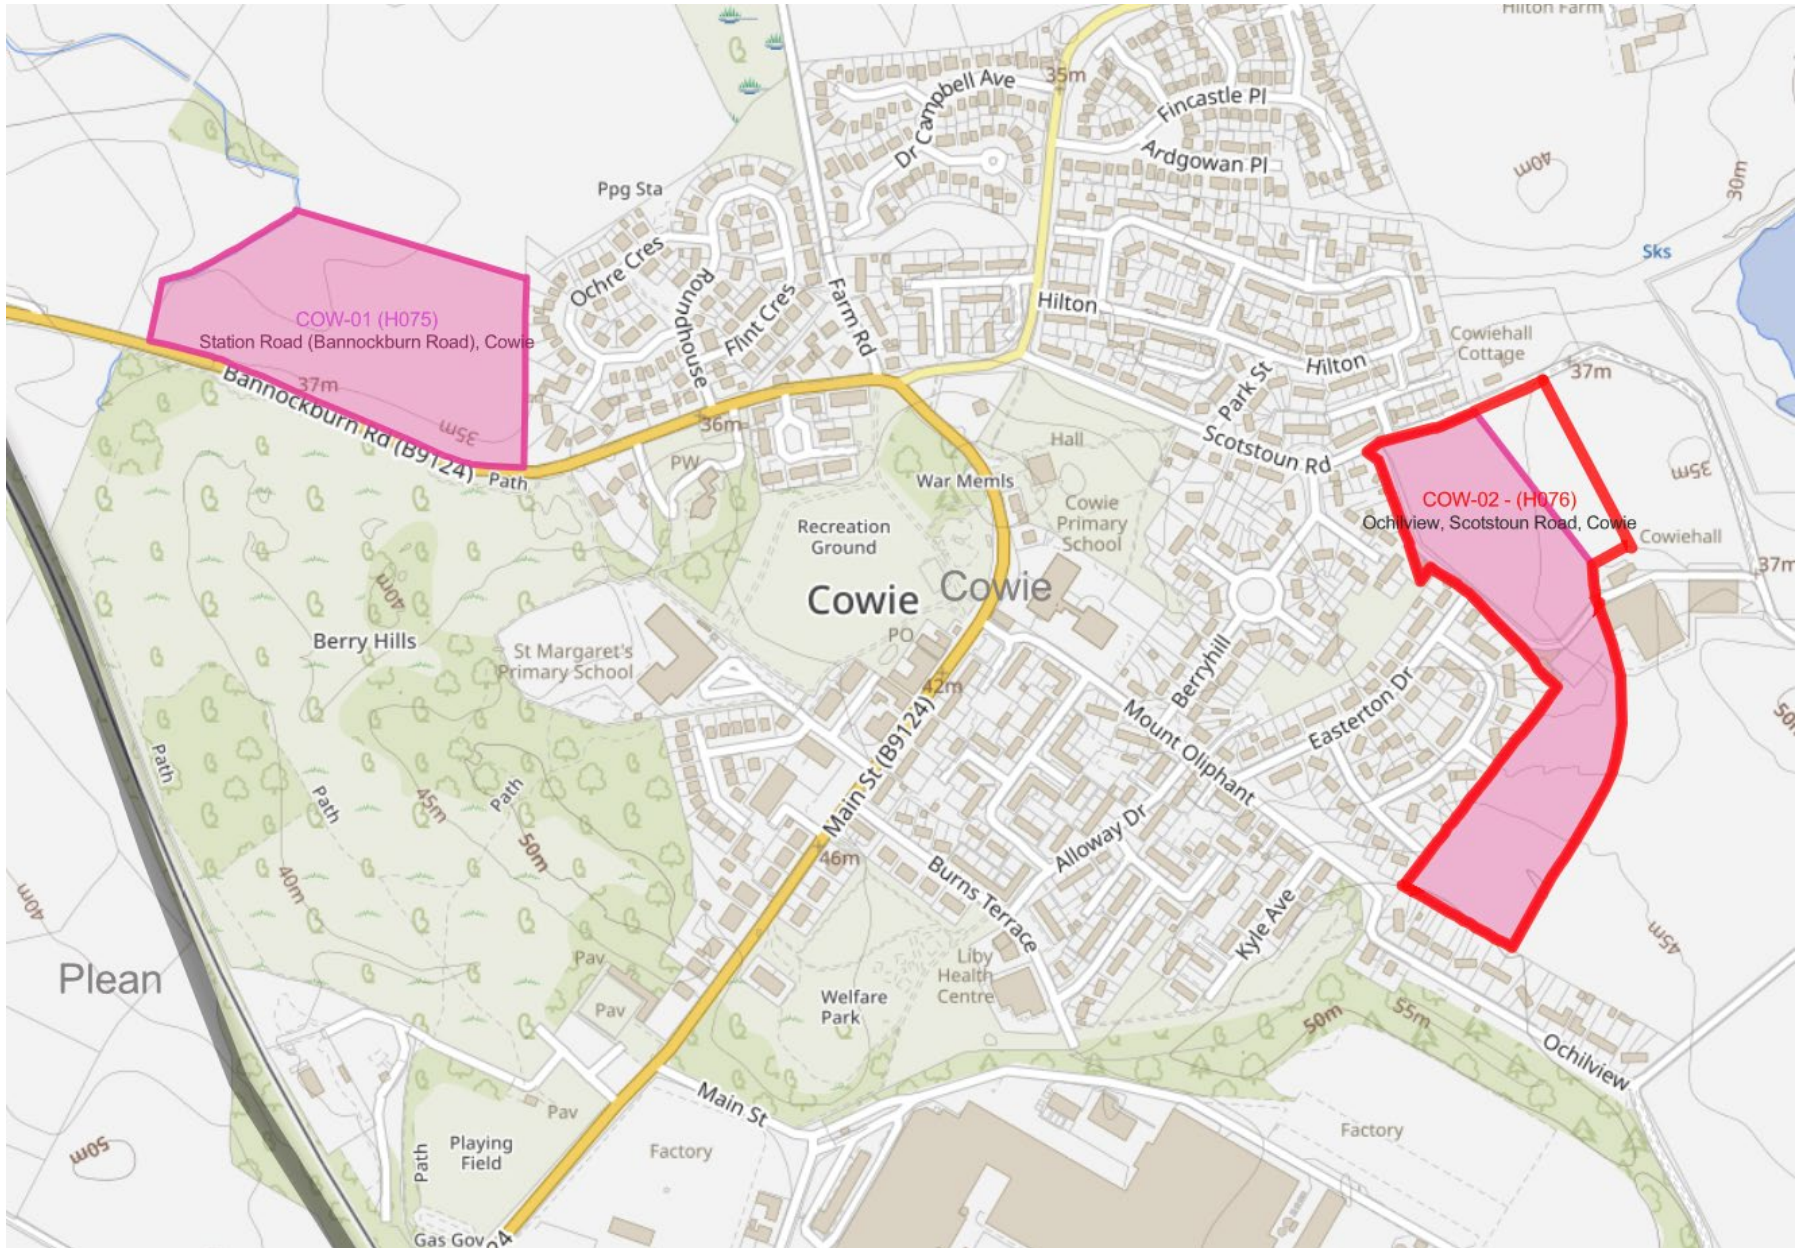 Hilton Farm
35m
Dr Campbell Ave
Fincastle Pl
Ardgowan Pl
40m
30m
Ppg Sta
Sks
Ochre Cres
Roundhouse
Flint Cres
Farm Rd
Hilton
Hilton
Cowiehall
Cottage
COW-01 (H075)
Station Road (Bannockburn Road), Cowie
37m
Bannockburn Rd (B9124)
35m
Path
36m
PW
Park St
Scotstoun Rd
37m
Hall
War Memls
35m
COW-02 - (H076)
Ochilview, Scotstoun Road, Cowie
Cowiehall
37m
Recreation
Ground
Cowie
Primary
School
Cowie
Cowie
40m
Berry Hills
PO
St Margaret's
Primary School
42m
Berryhill
Mount Oliphant
Easterton Dr
50m
Path
Path
Path
45m
50m
Main St (B9124)
46m
Alloway Dr
Burns Terrace
Kyle Ave
40m
40m
45m
Plean
Pav
Pav
Welfare
Park
Liby
Health
Centre
50m
55m
Ochilview
Main St
Pav
Path
Playing
Field
Factory
Factory
50m
Gas Gov
24